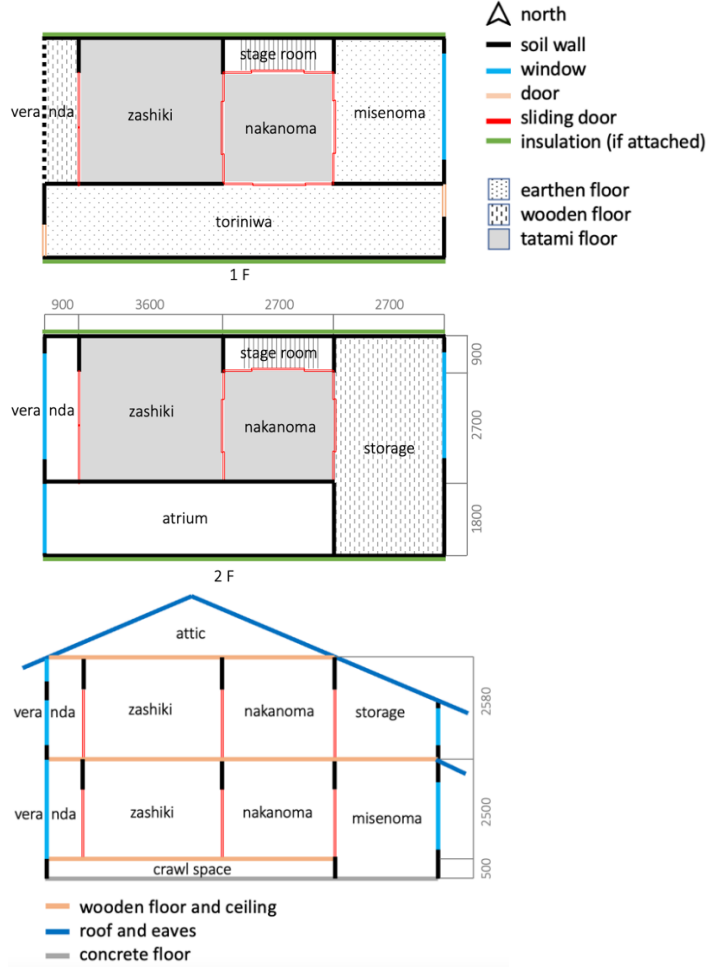 north
soil wall
window
door
sliding door
insulation (if attached)
earthen floor
wooden floor
tatami floor
stage room
vera nda
zashiki
nakanoma
misenoma
toriniwa
1 F
900 3600 2700 2700
stage room
900
vera nda
zashiki
nakanoma
2700
storage
atrium
1800
2 F
attic
vera nda
zashiki
nakanoma
storage
2580
vera nda
zashiki
nakanoma
misenoma
2500
crawl space
500
wooden floor and ceiling
roof and eaves
concrete floor